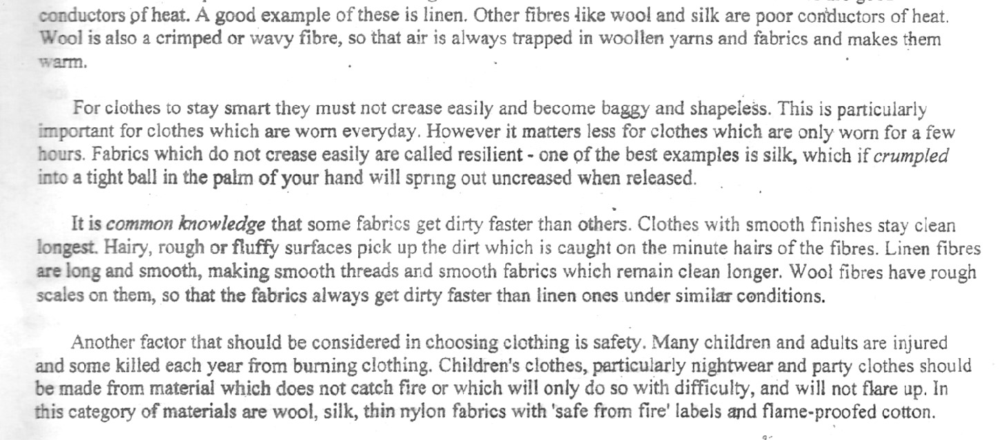 conductors of heat. A good example of these is linen. Other fibres like wool and silk are poor conductors of heat.
Wool is also a crimped or wavy fibre, so that air is always trapped in woollen yarns and fabrics and makes them
warm.
For clothes to stay smart they must not crease easily and become baggy and shapeless. This is particularly
important for clothes which are worn everyday. However it matters less for clothes which are only worn for a few
hours. Fabrics which do not crease easily are called resilient - one of the best examples is silk, which if crumpled
into a tight ball in the palm of your hand will spring out uncreased when released.
It is common knowledge that some fabrics get dirty faster than others. Clothes with smooth finishes stay clean
longest. Hairy, rough or fluffy surfaces pick up the dirt which is caught on the minute hairs of the fibres. Linen fibres
are long and smooth, making smooth threads and smooth fabrics which remain clean longer. Wool fibres have rough
scales on them, so that the fabrics always get dirty faster than linen ones under similar conditions.
Another factor that should be considered in choosing clothing is safety. Many children and adults are injured
and some killed each year from burning clothing. Children's clothes, particularly nightwear and party clothes should
be made from material which does not catch fire or which will only do so with difficulty, and will not flare up. In
this category of materials are wool, silk, thin nylon fabrics with 'safe from fire' labels and flame-proofed cotton.